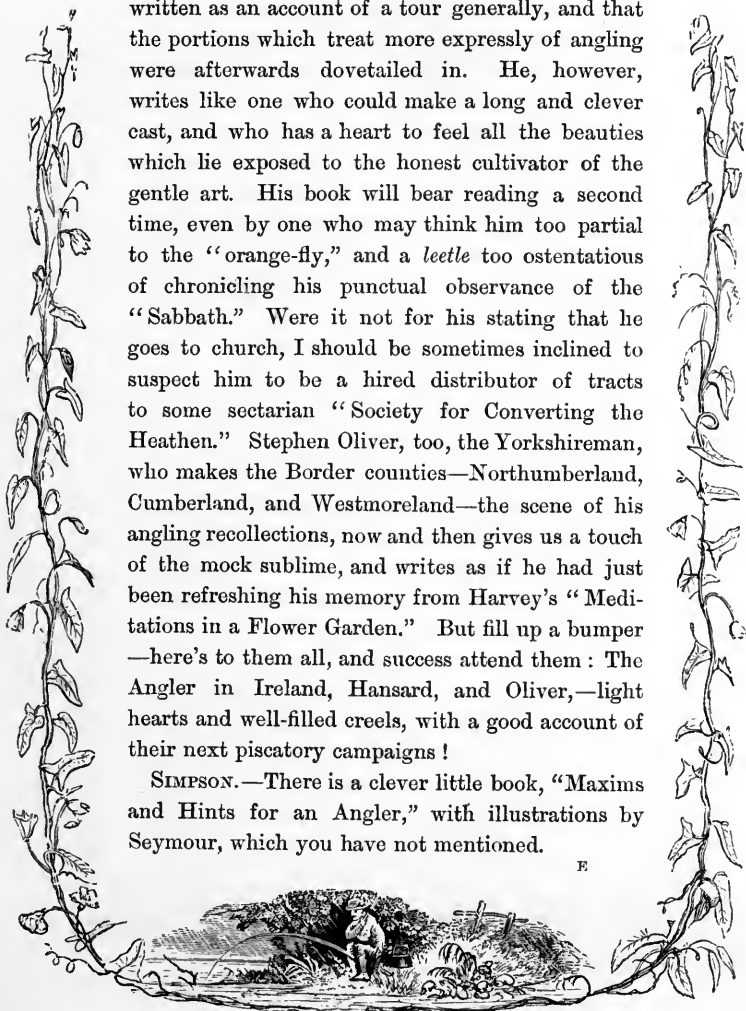 written as an account of a tour generally, and that
the portions which treat more expressly of angling
were afterwards dovetailed in. He, however,
writes like one who could make a long and clever
cast, and who has a heart to feel all the beauties
which lie exposed to the honest cultivator of the
gentle art. His book will bear reading a second
time, even by one who may think him too partial
to the “orange-fly,” and a leetle too ostentatious
of chronicling his punctual observance of the
“Sabbath.” Were it not for his stating that he
goes to church, I should be sometimes inclined to
suspect him to be a hired distributor of tracts
to some sectarian “Society for Converting the
Heathen.” Stephen Oliver, too, the Yorkshireman,
who makes the Border counties—Northumberland,
Cumberland, and Westmoreland—the scene of his
angling recollections, now and then gives us a touch
of the mock sublime, and writes as if he had just
been refreshing his memory from Harvey's “Medi-
tations in a Flower Garden.” But fill up a bumper
—here's to them all, and success attend them : The
Angler in Ireland, Hansard, and Oliver,—light
hearts and well-filled creels, with a good account of
their next piscatory campaigns !
SIMPSON.—There is a clever little book, “Maxims
and Hints for an Angler,” with illustrations by
Seymour, which you have not mentioned.
E